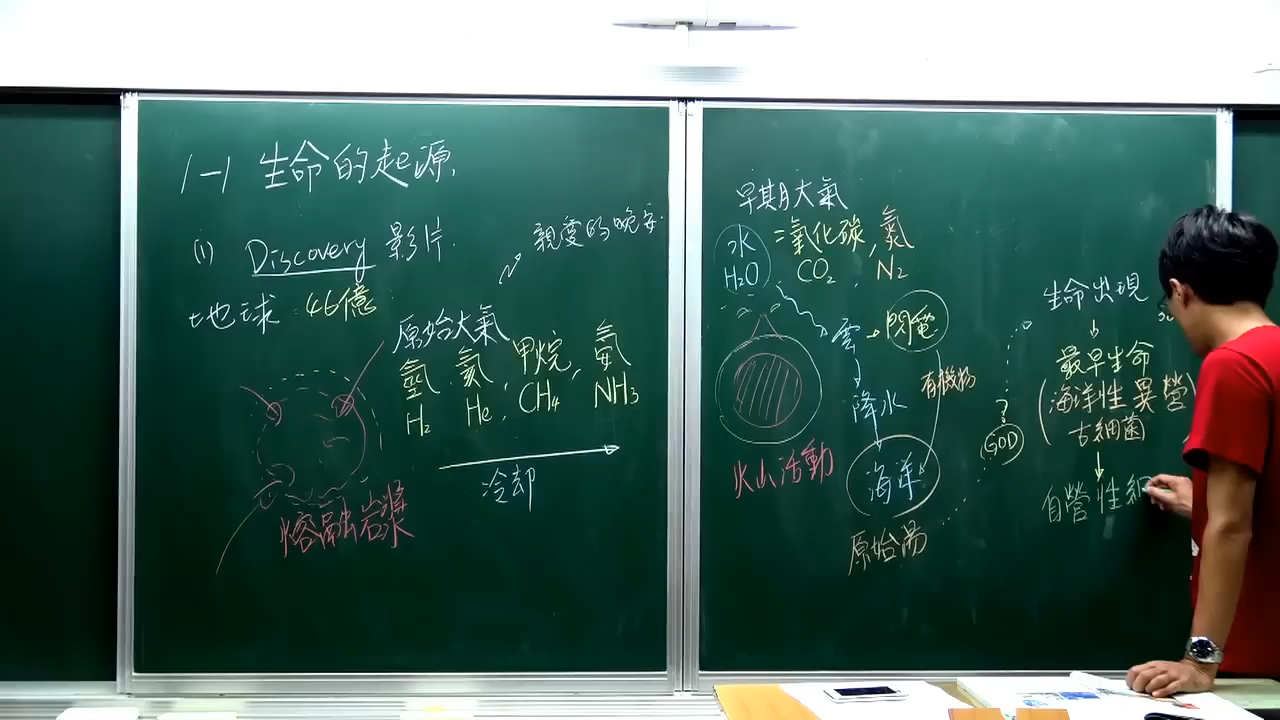 1-1 生命的起源
(1) Discovery 影片
親愛的晚安
地球 46億
原始大氣
氫 氦, 甲烷, 氨
H₂ He, CH₄ NH₃
冷却
熔融岩漿
早期大氣
水 二氧化碳, 氮
H₂O CO₂, N₂
雲 → 閃電
有機物
降水
火山活動
海洋
原始湯
?
GOD
生命出現
最早生命
(海洋性異營
古細菌
自營性細